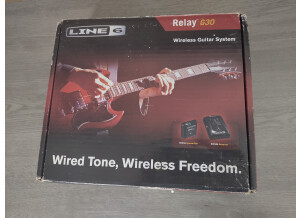 LINE 6
Relay G30
Wireless Guitar System
Wired Tone, Wireless Freedom.